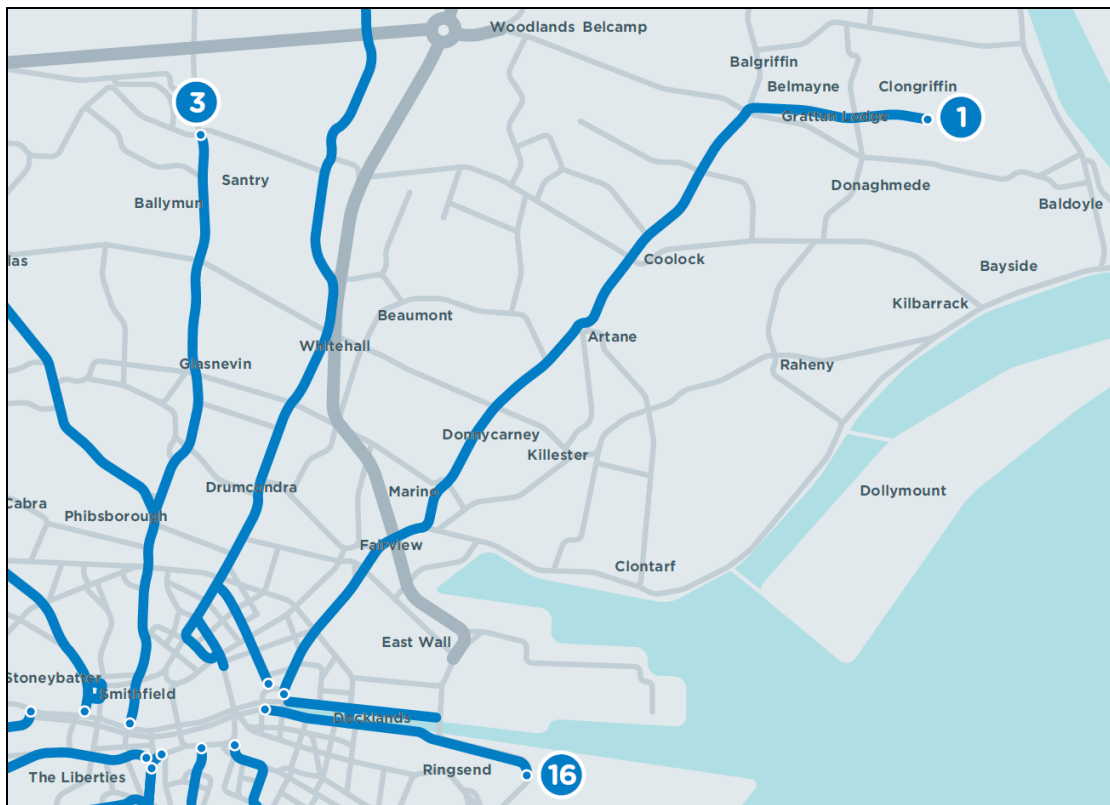 Woodlands Belcamp
Balgriffin
Belmayne
Clongriffin
3
Grattan Lodge
1
Santry
Donaghmede
Ballymun
Baldoyle
las
Coolock
Bayside
Kilbarrack
Beaumont
Artane
Whitehall
Glasnevin
Raheny
Donnycarney
Killester
Drumcondra
Marino
Dollymount
Cabra
Phibsborough
Fairview
Clontarf
East Wall
Stoneybatter
Smithfield
Docklands
Ringsend
16
The Liberties